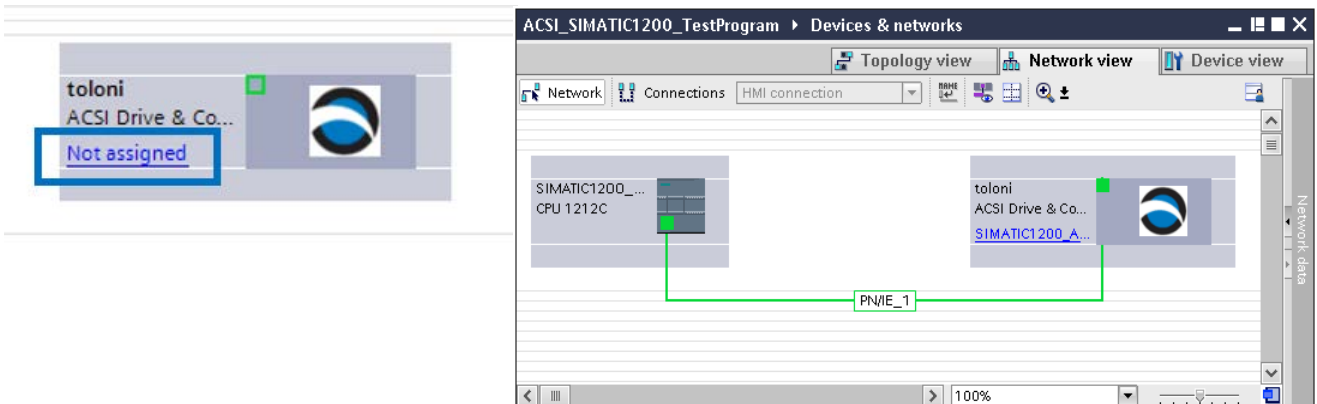 toloni
ACSI Drive & Co...
Not assigned
ACSI_SIMATIC1200_TestProgram ▸ Devices & networks
Topology view
Network view
Device view
Network
Connections
HMI connection
SIMATIC1200_...
CPU 1212C
toloni
ACSI Drive & Co...
SIMATIC1200_A...
PN/IE_1
Network data
100%